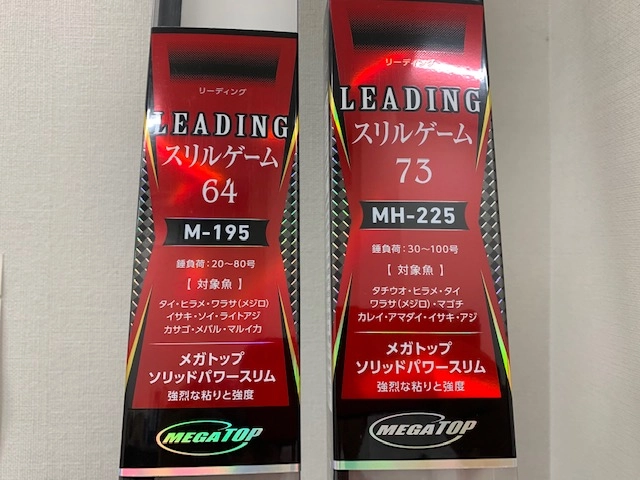 リーディング
LEADING
スリルゲーム
64
M-195
錘負荷：20〜80号
【 対象魚 】
タイ・ヒラメ・ワラサ（メジロ）
イサキ・ソイ・ライトアジ
カサゴ・メバル・マルイカ
メガトップ
ソリッドパワースリム
強烈な粘りと強度
MEGATOP
リーディング
LEADING
スリルゲーム
73
MH-225
錘負荷：30〜100号
【 対象魚 】
タチウオ・ヒラメ・タイ
ワラサ（メジロ）・マゴチ
カレイ・アマダイ・イサキ・アジ
メガトップ
ソリッドパワースリム
強烈な粘りと強度
MEGATOP